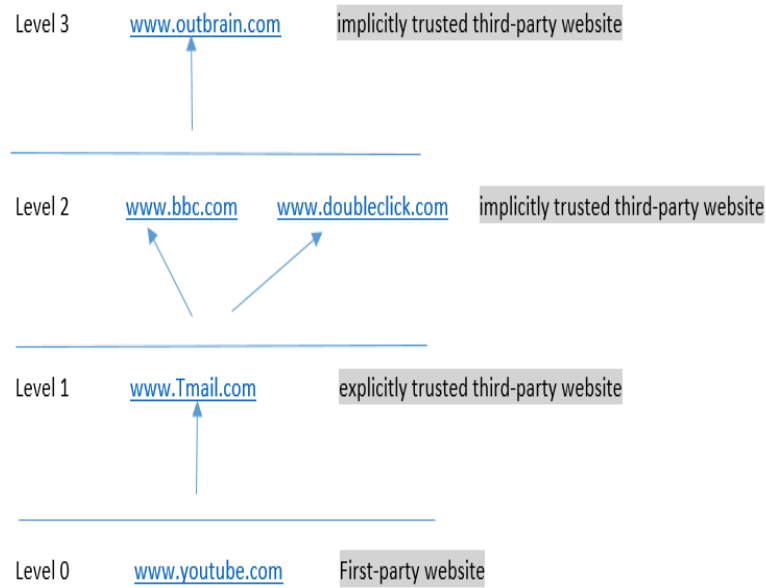 Level 3 www.outbrain.com implicitly trusted third-party website
Level 2 www.bbc.com www.doubleclick.com implicitly trusted third-party website
Level 1 www.Tmail.com explicitly trusted third-party website
Level 0 www.youtube.com First-party website